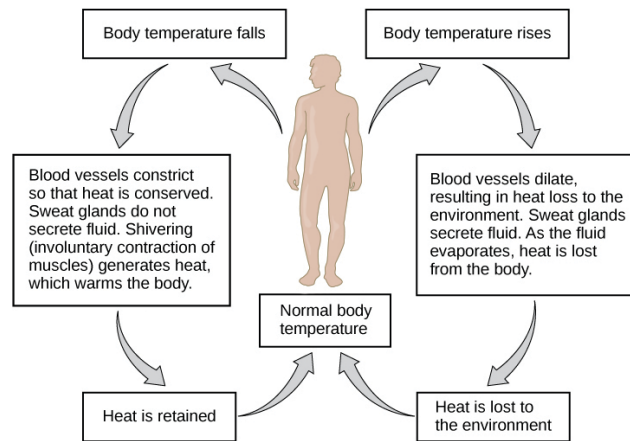 Body temperature falls
Body temperature rises
Blood vessels constrict
so that heat is conserved.
Sweat glands do not
secrete fluid. Shivering
(involuntary contraction of
muscles) generates heat,
which warms the body.
Blood vessels dilate,
resulting in heat loss to the
environment. Sweat glands
secrete fluid. As the fluid
evaporates, heat is lost
from the body.
Normal body
temperature
Heat is retained
Heat is lost to
the environment